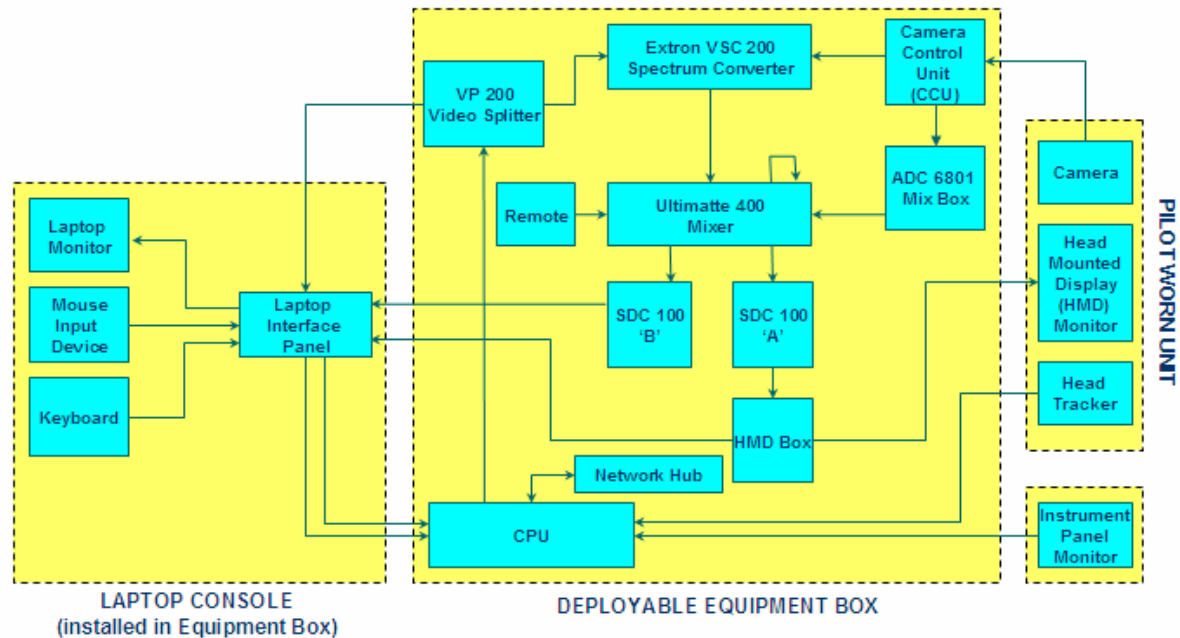 Extron VSC 200
Spectrum Converter
Camera
Control
Unit
(CCU)
VP 200
Video Splitter
Camera
ADC 6801
Mix Box
Remote
Ultimatte 400
Mixer
Laptop
Monitor
Head
Mounted
Display
(HMD)
Monitor
PILOT WORN UNIT
Mouse
Input
Device
Laptop
Interface
Panel
SDC 100
‘B’
SDC 100
‘A’
Keyboard
Head
Tracker
HMD Box
Network Hub
CPU
Instrument
Panel
Monitor
LAPTOP CONSOLE
(installed in Equipment Box)
DEPLOYABLE EQUIPMENT BOX